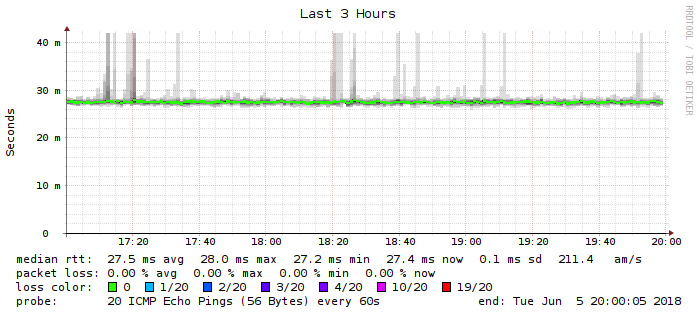 Last 3 Hours
RRDTOOL / TOBI OETIKER
Seconds
40 m
30 m
20 m
10 m
0
17:20 17:40 18:00 18:20 18:40 19:00 19:20 19:40 20:00
median rtt: 27.5 ms avg 28.0 ms max 27.2 ms min 27.4 ms now 0.1 ms sd 211.4 am/s
packet loss: 0.00 % avg 0.00 % max 0.00 % min 0.00 % now
loss color: 0 1/20 2/20 3/20 4/20 10/20 19/20
probe: 20 ICMP Echo Pings (56 Bytes) every 60s end: Tue Jun 5 20:00:05 2018